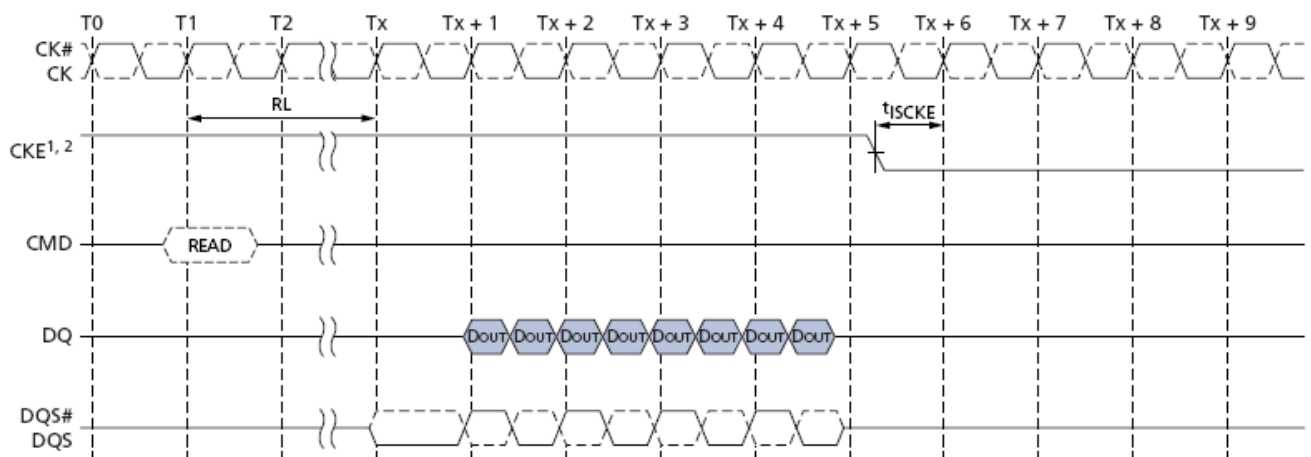 T0 T1 T2 Tx Tx + 1 Tx + 2 Tx + 3 Tx + 4 Tx + 5 Tx + 6 Tx + 7 Tx + 8 Tx + 9
CK#
CK
RL
tISCKE
CKE1, 2
CMD READ
DQ DOUT DOUT DOUT DOUT DOUT DOUT DOUT DOUT
DQS#
DQS